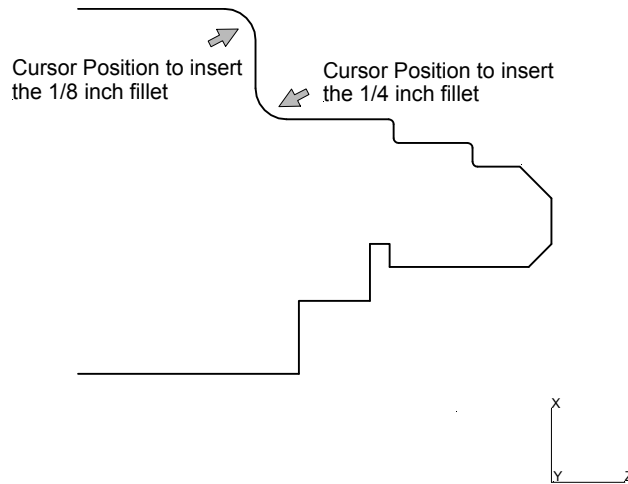 Cursor Position to insert
the 1/8 inch fillet
Cursor Position to insert
the 1/4 inch fillet
X
Y
Z